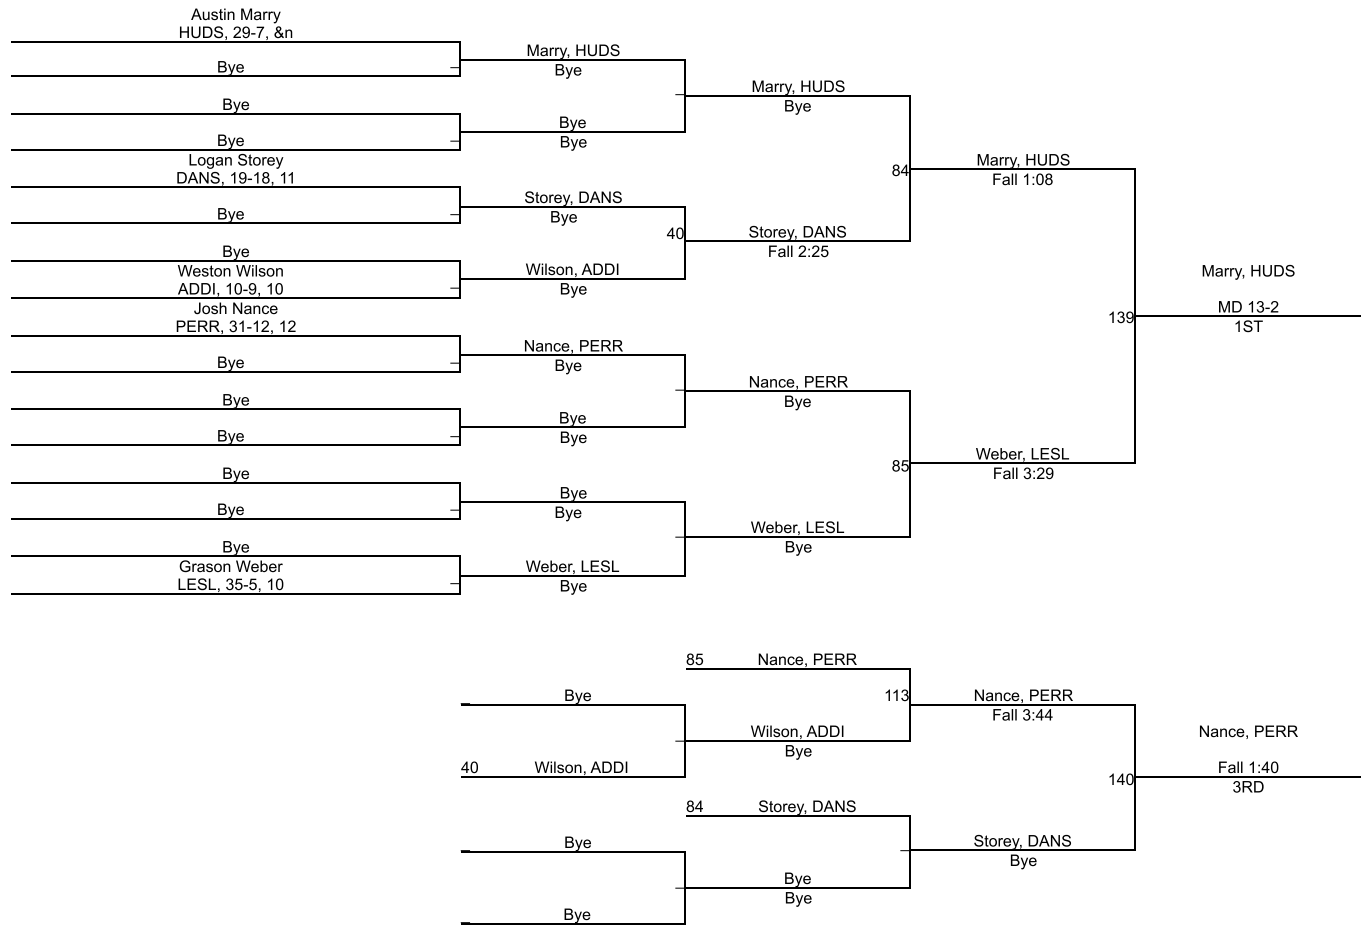 Austin Marry
HUDS, 29-7, &n
Bye
Bye
Bye
Logan Storey
DANS, 19-18, 11
Bye
Bye
Weston Wilson
ADDI, 10-9, 10
Josh Nance
PERR, 31-12, 12
Bye
Bye
Bye
Bye
Bye
Bye
Grason Weber
LESL, 35-5, 10
Marry, HUDS
Bye
Bye
Bye
Storey, DANS
Bye
40
Wilson, ADDI
Bye
Nance, PERR
Bye
Bye
Bye
Bye
Bye
Weber, LESL
Bye
Marry, HUDS
Bye
84
Storey, DANS
Fall 2:25
Nance, PERR
Bye
85
Weber, LESL
Bye
Marry, HUDS
Fall 1:08
139
Weber, LESL
Fall 3:29
Marry, HUDS
MD 13-2
1ST
85 Nance, PERR
Bye
113
Wilson, ADDI
Bye
40 Wilson, ADDI
Nance, PERR
Fall 3:44
84 Storey, DANS
Bye
Bye
Bye
Bye
Storey, DANS
Bye
140
Nance, PERR
Fall 1:40
3RD